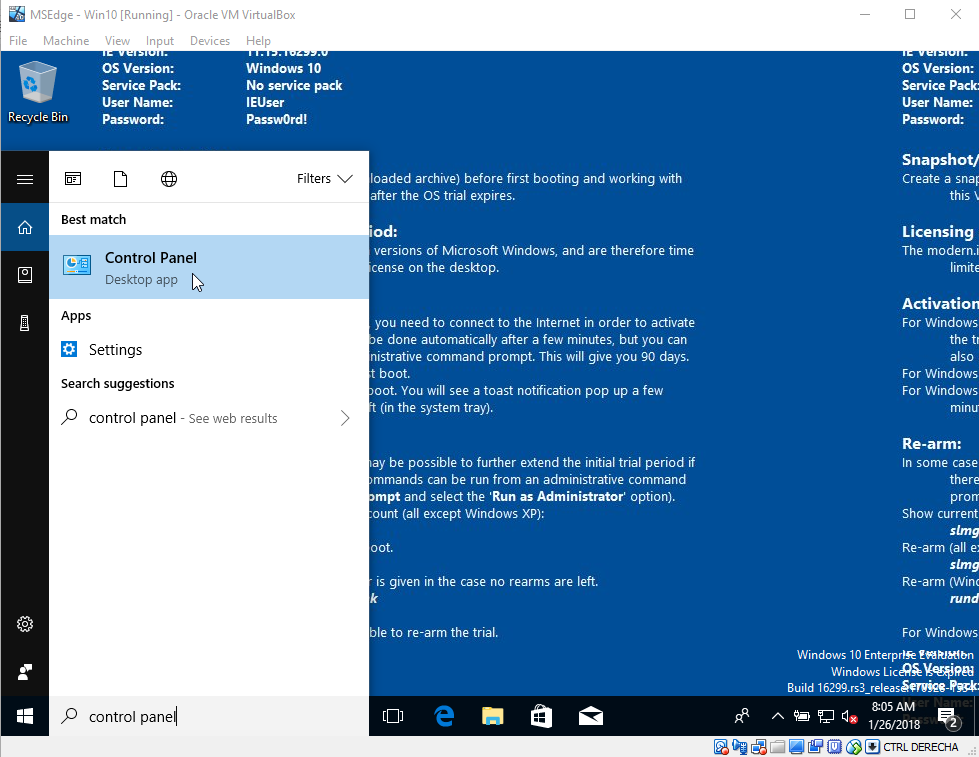 MSEdge - Win10 [Running] - Oracle VM VirtualBox
File Machine View Input Devices Help
IE Version: 11.15.16299.0
OS Version: Windows 10
Service Pack: No service pack
User Name: IEUser
Password: Passw0rd!
Recycle Bin
IE Version:
OS Version:
Service Pack:
User Name:
Password:
Filters
Best match
Control Panel
Desktop app
Apps
Settings
Search suggestions
control panel - See web results
control panel
loaded archive) before first booting and working with
after the OS trial expires.
iod:
versions of Microsoft Windows, and are therefore time
icense on the desktop.
, you need to connect to the Internet in order to activate
be done automatically after a few minutes, but you can
ninistrative command prompt. This will give you 90 days.
st boot.
boot. You will see a toast notification pop up a few
ft (in the system tray).
nay be possible to further extend the initial trial period if
ommands can be run from an administrative command
ompt and select the 'Run as Administrator' option).
count (all except Windows XP):
oot.
r is given in the case no rearms are left.
k
ble to re-arm the trial.
Snapshot/
Create a snap
this V
Licensing
The modern.i
limite
Activation
For Windows
the tr
also
For Windows
For Windows
minu
Re-arm:
In some case
there
prom
Show current
slmg
Re-arm (all ex
slmg
Re-arm (Wind
rund
For Windows
Windows 10 Enterprise Evaluation
OS Version:
Windows License is expired
Service Pack:
Build 16299.rs3_release.170928-1534
8:05 AM
1/26/2018
2
CTRL DERECHA